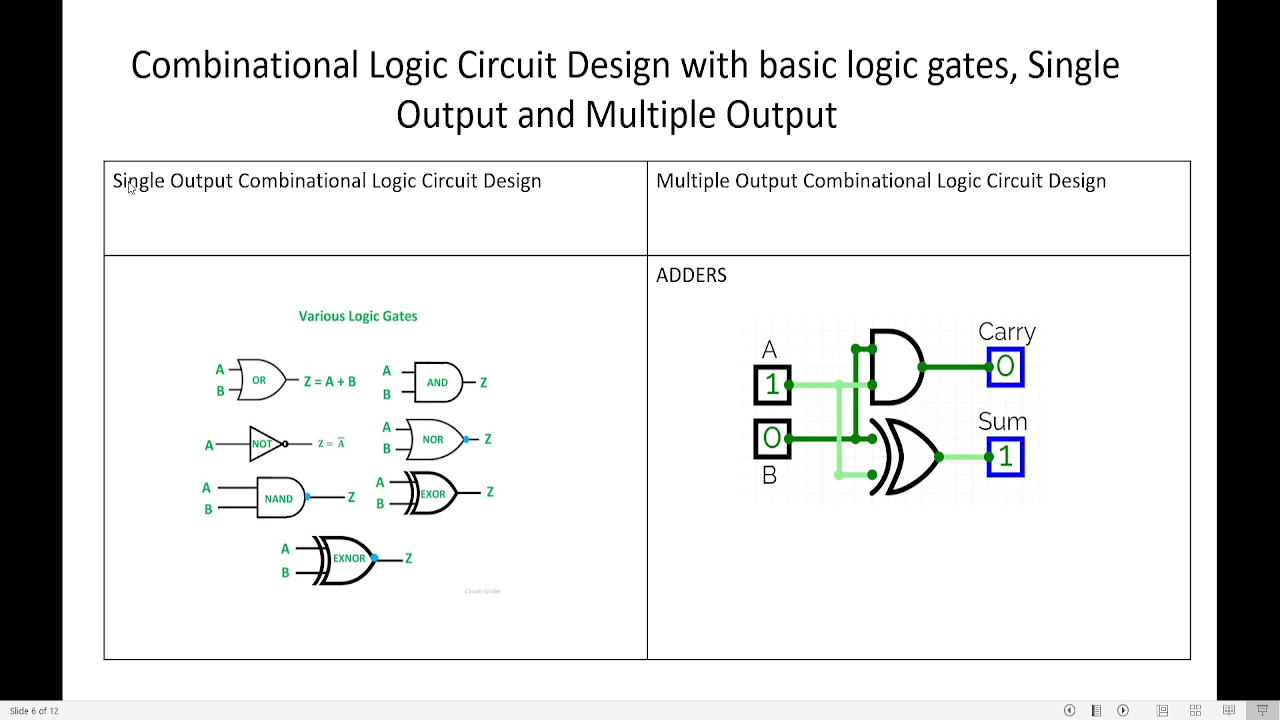 Combinational Logic Circuit Design with basic logic gates, Single
Output and Multiple Output
Single Output Combinational Logic Circuit Design
Multiple Output Combinational Logic Circuit Design
Various Logic Gates
A
B
OR
Z = A + B
A
B
AND
Z
A
NOT
Z = A̅
A
B
NOR
Z
A
B
NAND
Z
A
B
EXOR
Z
A
B
EXNOR
Z
Circuit Globe
ADDERS
A
1
0
B
Carry
0
Sum
1
Slide 6 of 12